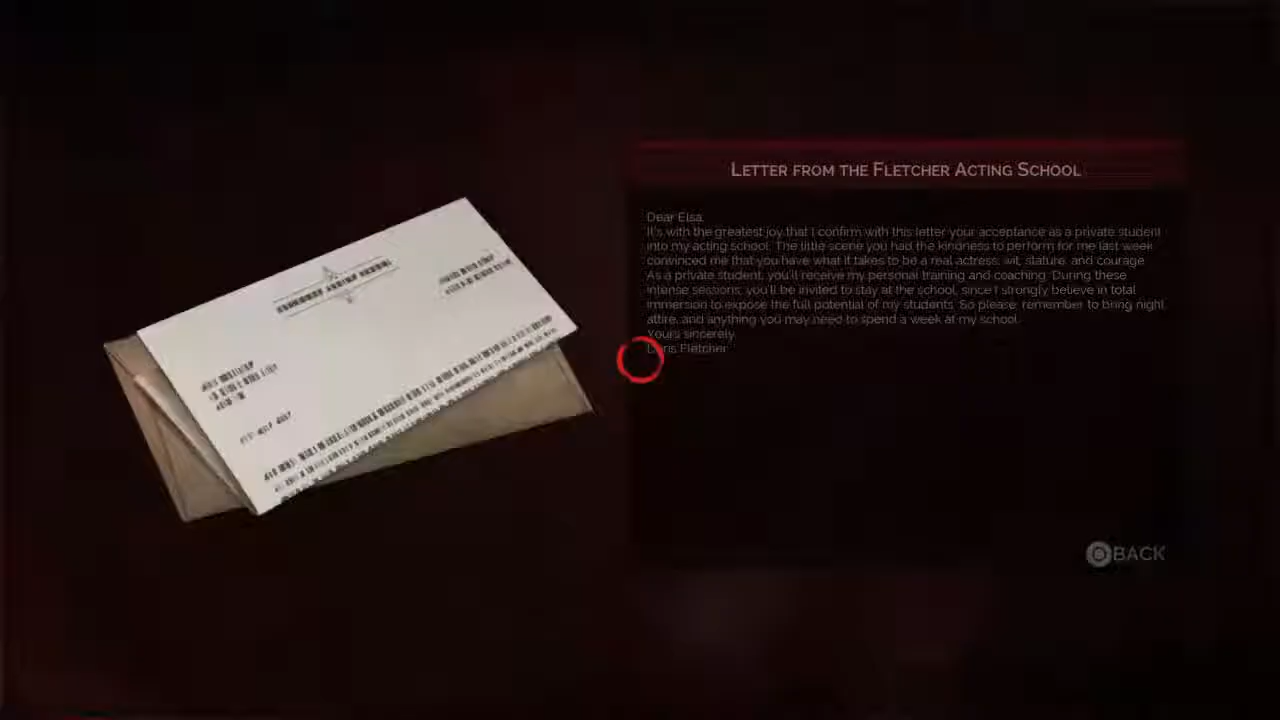 LETTER FROM THE FLETCHER ACTING SCHOOL
Dear Elsa,
It's with the greatest joy that I confirm with this letter your acceptance as a private student
into my acting school. The little scene you had the kindness to perform for me last week
convinced me that you have what it takes to be a real actress: wit, stature, and courage.
As a private student, you'll receive my personal training and coaching. During these
intense sessions, you'll be invited to stay at the school, since I strongly believe in total
immersion to expose the full potential of my students. So please, remember to bring night
attire, and anything you may need to spend a week at my school.
Yours sincerely,
Fletcher
BACK